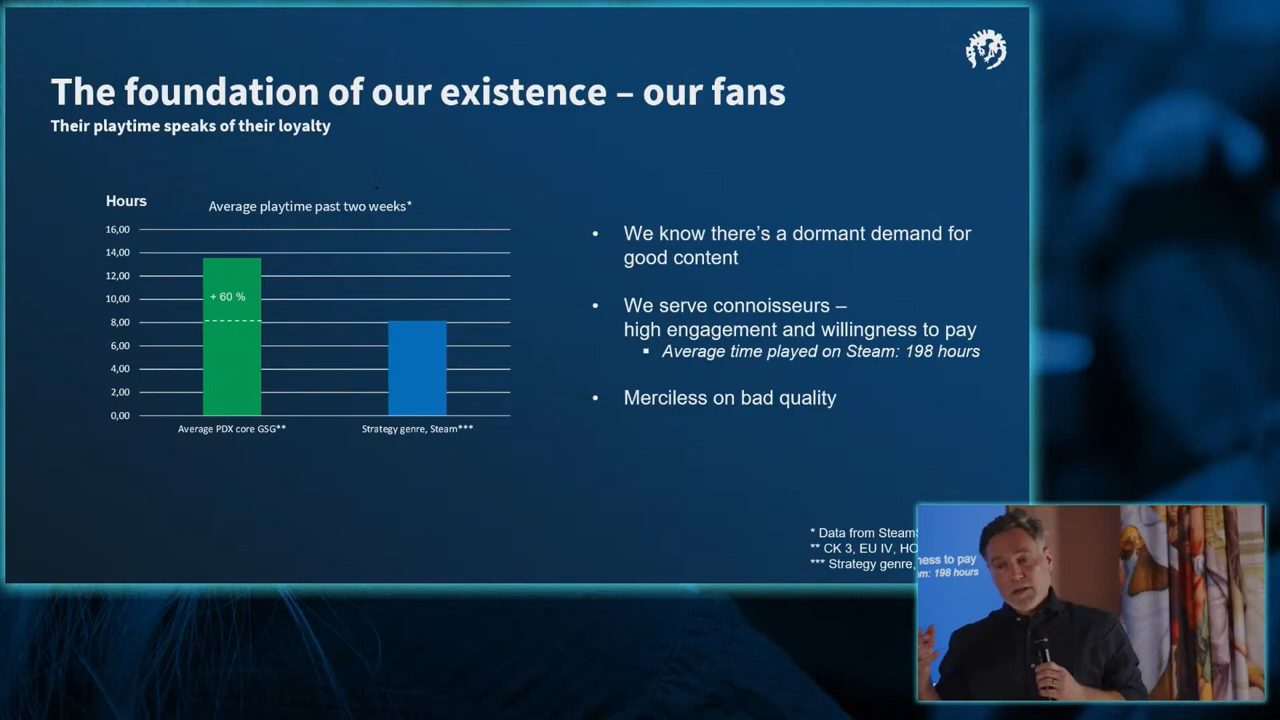 The foundation of our existence – our fans
Their playtime speaks of their loyalty
Hours
Average playtime past two weeks*
16,00
14,00
12,00
10,00
8,00
6,00
4,00
2,00
0,00
+ 60 %
Average PDX core GSG**
Strategy genre, Steam***
• We know there's a dormant demand for
good content
• We serve connoisseurs –
high engagement and willingness to pay
▪ Average time played on Steam: 198 hours
• Merciless on bad quality
* Data from SteamS
** CK 3, EU IV, HO
*** Strategy genre,
ness to pay
m: 198 hours